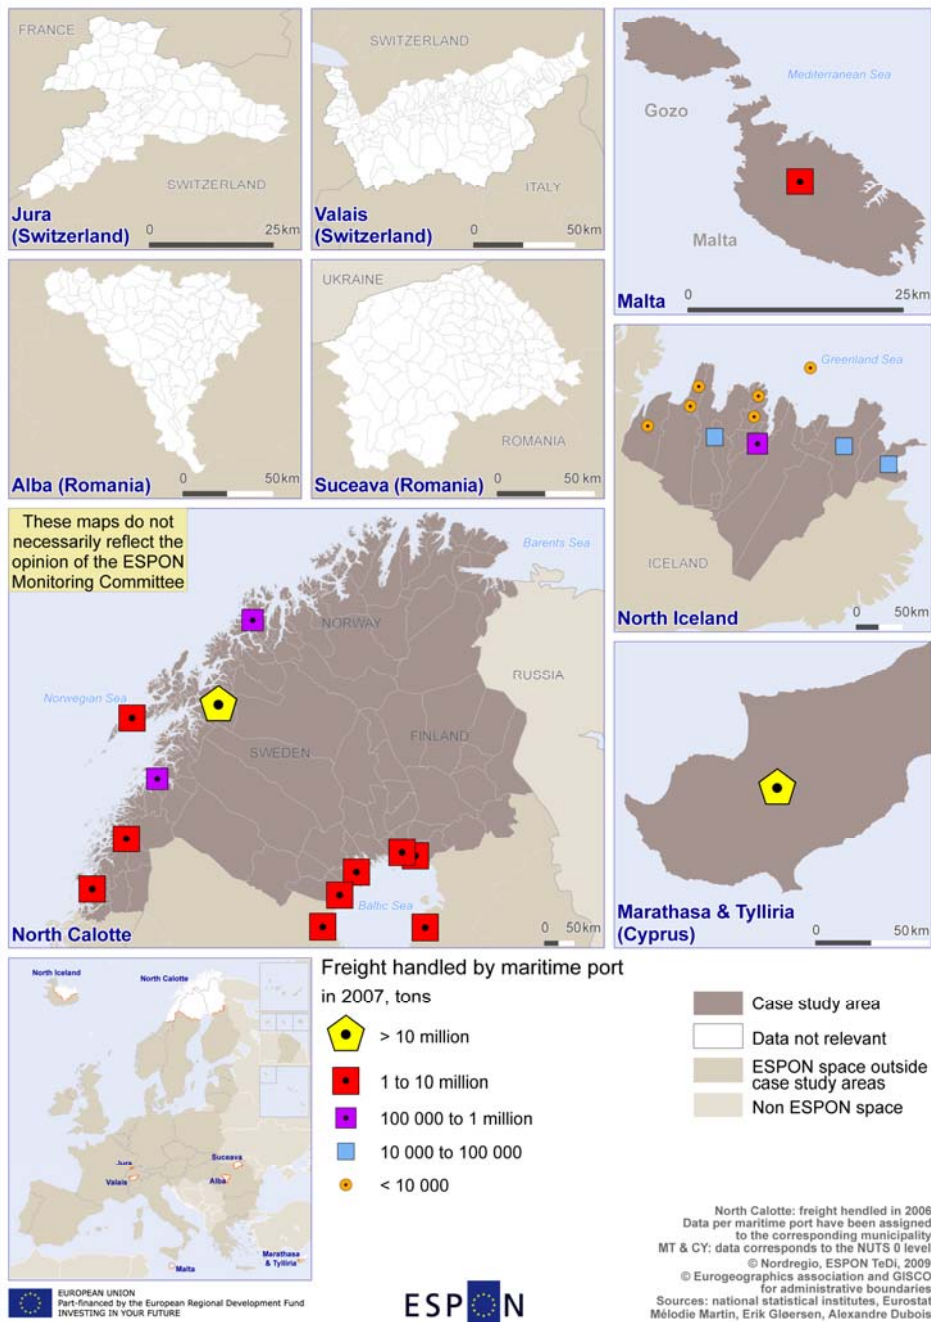 FRANCE
SWITZERLAND
Jura
(Switzerland)
0
25km
SWITZERLAND
ITALY
Valais
(Switzerland)
0
50km
Mediterranean Sea
Gozo
Malta
Malta
0
25km
Alba (Romania)
0
50km
UKRAINE
ROMANIA
Suceava (Romania)
0
50km
Greenland Sea
ICELAND
North Iceland
0
50km
These maps do not
necessarily reflect the
opinion of the ESPON
Monitoring Committee
Barents Sea
NORWAY
RUSSIA
Norwegian Sea
SWEDEN
FINLAND
Baltic Sea
North Calotte
0
50km
Marathasa & Tylliria
(Cyprus)
0
50km
North Iceland
North Calotte
Jura
Valais
Suceava
Alba
Malta
Marathasa
& Tylliria
Freight handled by maritime port
in 2007, tons
> 10 million
1 to 10 million
100 000 to 1 million
10 000 to 100 000
< 10 000
Case study area
Data not relevant
ESPON space outside
case study areas
Non ESPON space
North Calotte: freight hendled in 2006
Data per maritime port have been assigned
to the corresponding municipality
MT & CY: data corresponds to the NUTS 0 level
© Nordregio, ESPON TeDi, 2009
© Eurogeographics association and GISCO
for administrative boundaries
Sources: national statistical institutes, Eurostat
Mélodie Martin, Erik Gløersen, Alexandre Dubois
EUROPEAN UNION
Part-financed by the European Regional Development Fund
INVESTING IN YOUR FUTURE
ESPON